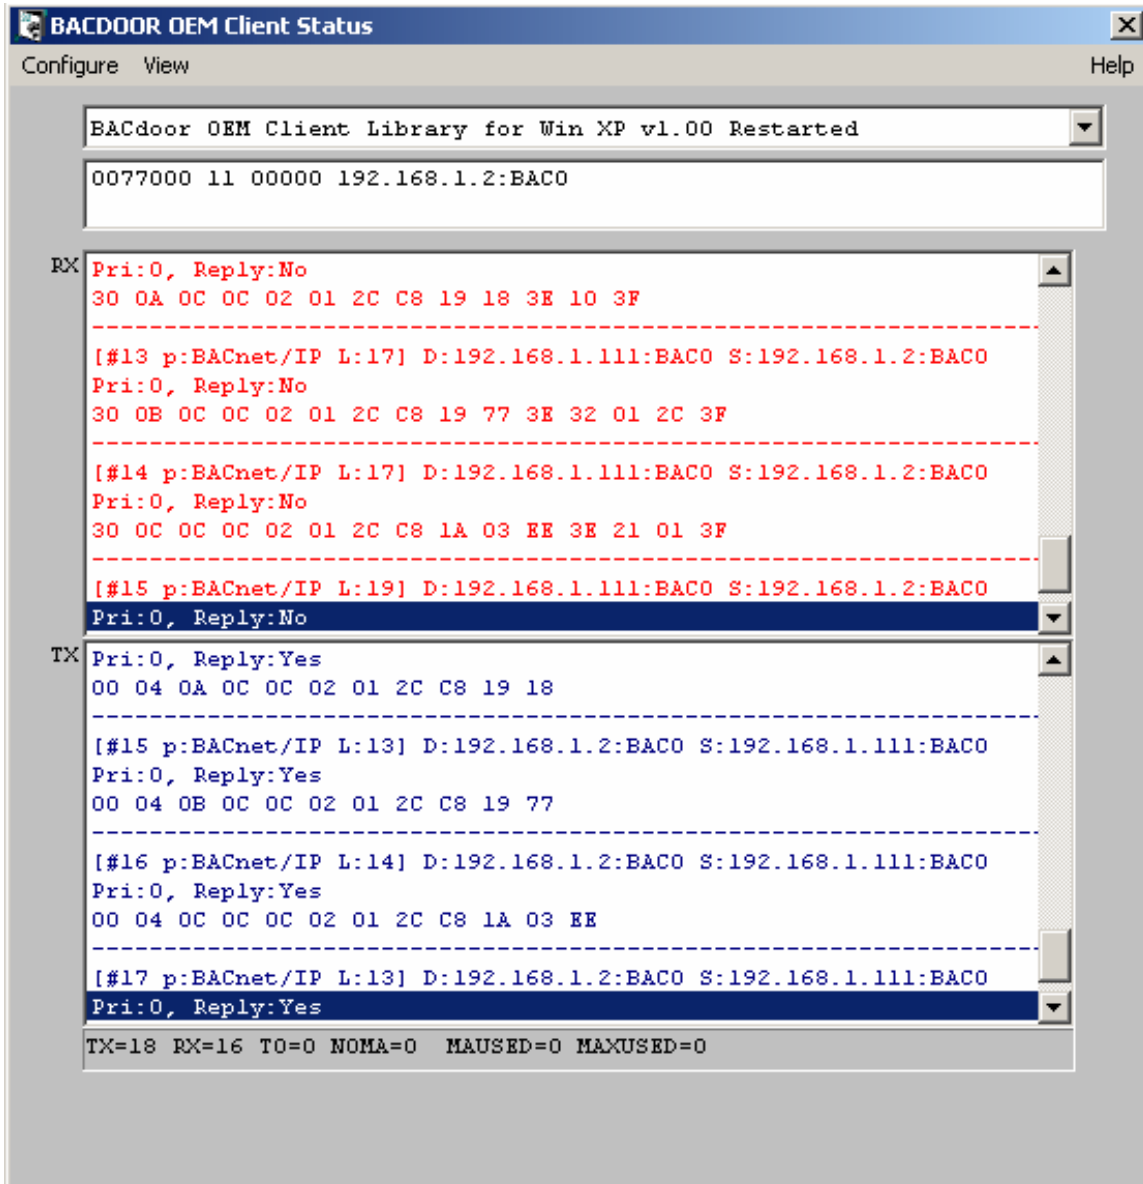 BACDOOR OEM Client Status
Configure View Help
BACdoor OEM Client Library for Win XP v1.00 Restarted
0077000 11 00000 192.168.1.2:BAC0
RX
Pri:0, Reply:No
30 0A 0C 0C 02 01 2C C8 19 18 3E 10 3F
--------------------------------------------------------------------
[#13 p:BACnet/IP L:17] D:192.168.1.111:BAC0 S:192.168.1.2:BAC0
Pri:0, Reply:No
30 0B 0C 0C 02 01 2C C8 19 77 3E 32 01 2C 3F
--------------------------------------------------------------------
[#14 p:BACnet/IP L:17] D:192.168.1.111:BAC0 S:192.168.1.2:BAC0
Pri:0, Reply:No
30 0C 0C 0C 02 01 2C C8 1A 03 EE 3E 21 01 3F
--------------------------------------------------------------------
[#15 p:BACnet/IP L:19] D:192.168.1.111:BAC0 S:192.168.1.2:BAC0
Pri:0, Reply:No
TX
Pri:0, Reply:Yes
00 04 0A 0C 0C 02 01 2C C8 19 18
--------------------------------------------------------------------
[#15 p:BACnet/IP L:13] D:192.168.1.2:BAC0 S:192.168.1.111:BAC0
Pri:0, Reply:Yes
00 04 0B 0C 0C 02 01 2C C8 19 77
--------------------------------------------------------------------
[#16 p:BACnet/IP L:14] D:192.168.1.2:BAC0 S:192.168.1.111:BAC0
Pri:0, Reply:Yes
00 04 0C 0C 0C 02 01 2C C8 1A 03 EE
--------------------------------------------------------------------
[#17 p:BACnet/IP L:13] D:192.168.1.2:BAC0 S:192.168.1.111:BAC0
Pri:0, Reply:Yes
TX=18 RX=16 TO=0 NOMA=0 MAUSED=0 MAXUSED=0